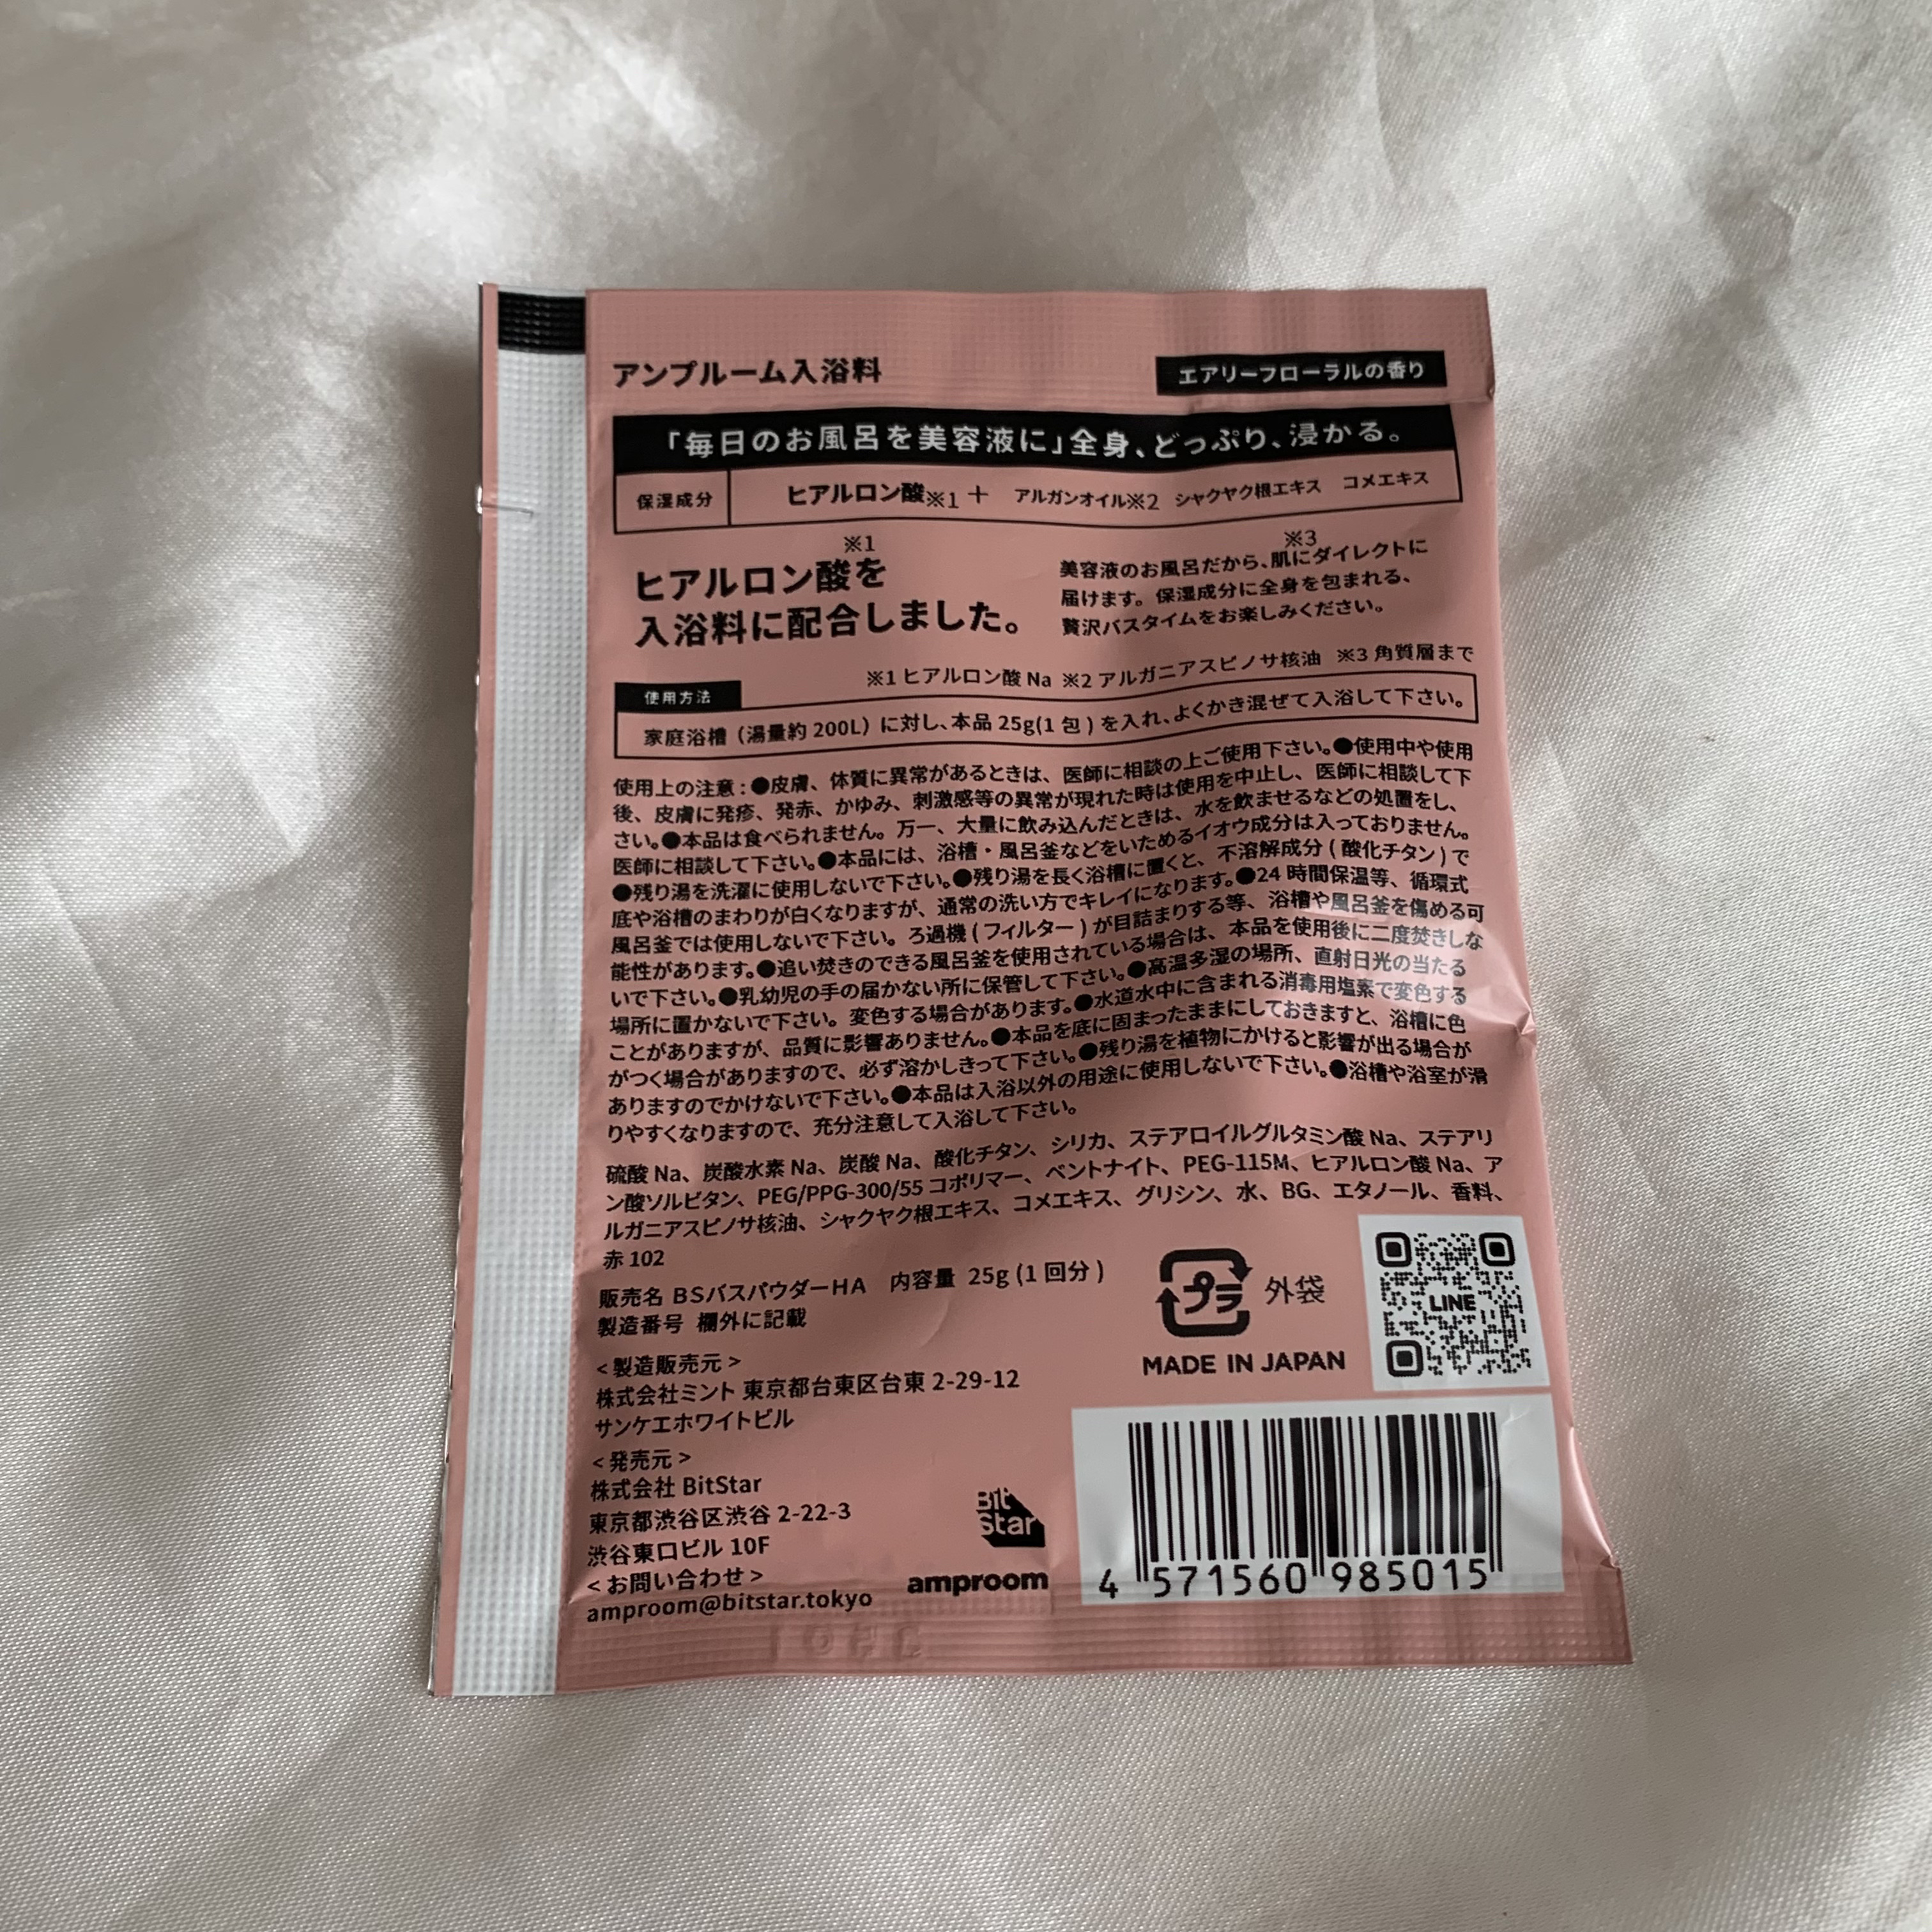 アンプルーム入浴料
エアリーフローラルの香り
「毎日のお風呂を美容液に」全身、どっぷり、浸かる。
保湿成分 ヒアルロン酸※1＋ アルガンオイル※2 シャクヤク根エキス コメエキス
※1
ヒアルロン酸を
入浴料に配合しました。
※3
美容液のお風呂だから、肌にダイレクトに
届けます。保湿成分に全身を包まれる、
贅沢バスタイムをお楽しみください。
※1 ヒアルロン酸 Na ※2 アルガニアスピノサ核油 ※3 角質層まで
使用方法
家庭浴槽（湯量約 200L）に対し、本品 25g(1 包) を入れ、よくかき混ぜて入浴して下さい。
使用上の注意 : ●皮膚、体質に異常があるときは、医師に相談の上ご使用下さい。●使用中や使用
後、皮膚に発疹、発赤、かゆみ、刺激感等の異常が現れた時は使用を中止し、医師に相談して下
さい。●本品は食べられません。万一、大量に飲み込んだときは、水を飲ませるなどの処置をし、
医師に相談して下さい。●本品には、浴槽・風呂釜などをいためるイオウ成分は入っておりません。
●残り湯を洗濯に使用しないで下さい。●残り湯を長く浴槽に置くと、不溶解成分 ( 酸化チタン ) で
底や浴槽のまわりが白くなりますが、通常の洗い方でキレイになります。●24 時間保温等、循環式
風呂釜では使用しないで下さい。ろ過機 ( フィルター ) が目詰まりする等、浴槽や風呂釜を傷める可
能性があります。●追い焚きのできる風呂釜を使用されている場合は、本品を使用後に二度焚きしな
いで下さい。●乳幼児の手の届かない所に保管して下さい。●高温多湿の場所、直射日光の当たる
場所に置かないで下さい。変色する場合があります。●水道水中に含まれる消毒用塩素で変色する
ことがありますが、品質に影響ありません。●本品を底に固まったままにしておきますと、浴槽に色
がつく場合がありますので、必ず溶かしきって下さい。●残り湯を植物にかけると影響が出る場合が
ありますのでかけないで下さい。●本品は入浴以外の用途に使用しないで下さい。●浴槽や浴室が滑
りやすくなりますので、充分注意して入浴して下さい。
硫酸 Na、炭酸水素 Na、炭酸 Na、酸化チタン、シリカ、ステアロイルグルタミン酸 Na、ステアリ
ン酸ソルビタン、PEG/PPG-300/55 コポリマー、ベントナイト、PEG-115M、ヒアルロン酸 Na、ア
ルガニアスピノサ核油、シャクヤク根エキス、コメエキス、グリシン、水、BG、エタノール、香料、
赤 102
販売名 BSバスパウダーHA 内容量 25g (1 回分 )
製造番号 欄外に記載
プラ 外袋
MADE IN JAPAN
LINE
< 製造販売元 >
株式会社ミント 東京都台東区台東 2-29-12
サンケエホワイトビル
< 発売元 >
株式会社 BitStar
東京都渋谷区渋谷 2-22-3
渋谷東口ビル 10F
< お問い合わせ >
amproom@bitstar.tokyo
Bit
Star
amproom
4 571560 985015